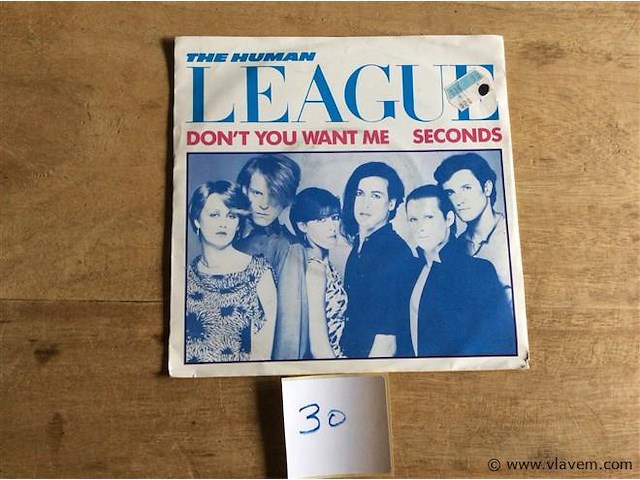 THE HUMAN
LEAGUE
DON'T YOU WANT ME SECONDS
30
© www.vlavem.com